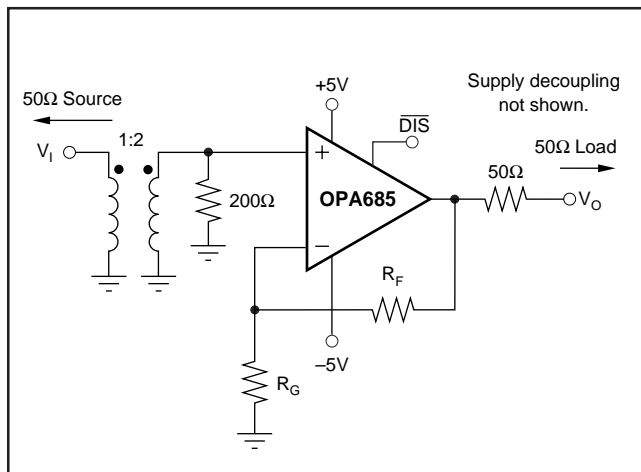 50Ω Source
1:2
V_I
+5V
DIS
Supply decoupling
not shown.
50Ω Load
200Ω
+
OPA685
–
50Ω
V_O
R_F
–5V
R_G